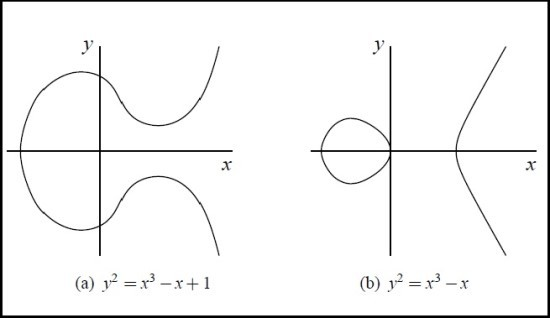 y
y
x
x
(a) y² = x³ − x + 1
(b) y² = x³ − x